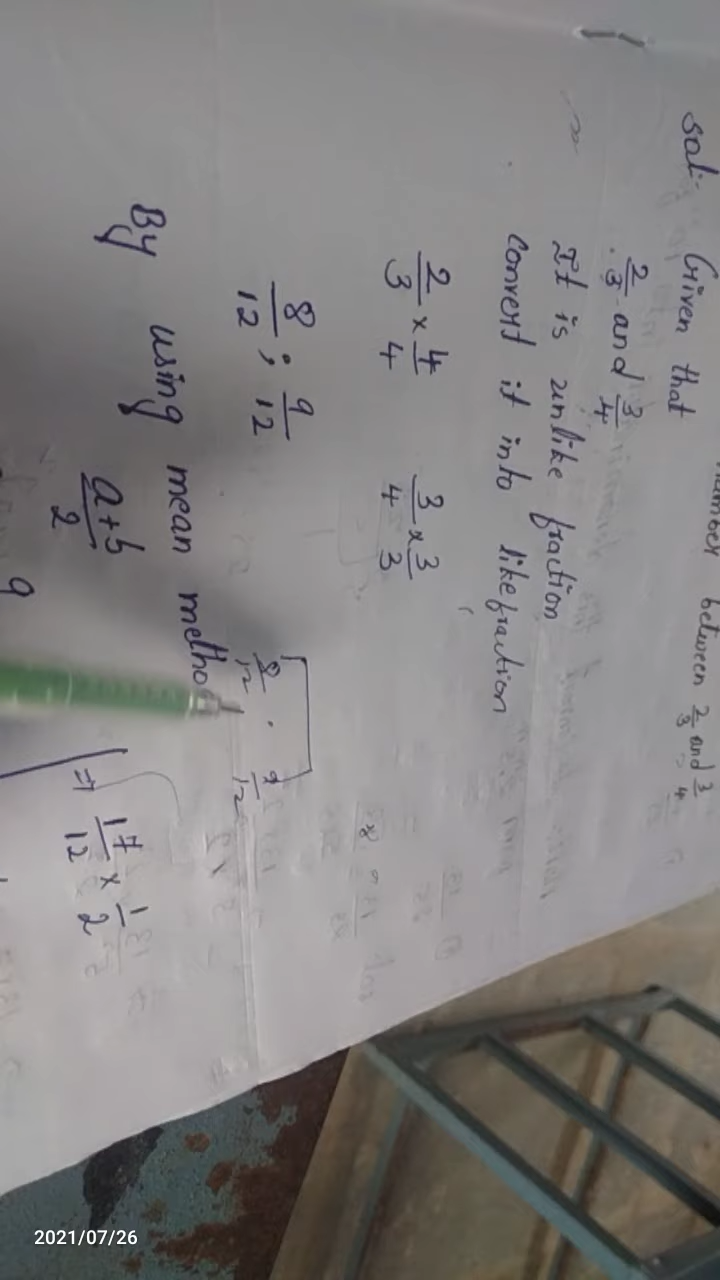 number between 2/3 and 3/4
Sol:- Given that
2/3 and 3/4
It is unlike fraction
convert it into like fraction
2/3 × 4/4 3/4 × 3/3
8/12 ; 9/12
8/12 . 9/12
By using mean metho
a+b/2
9
⇒ 17/12 × 1/2
2021/07/26